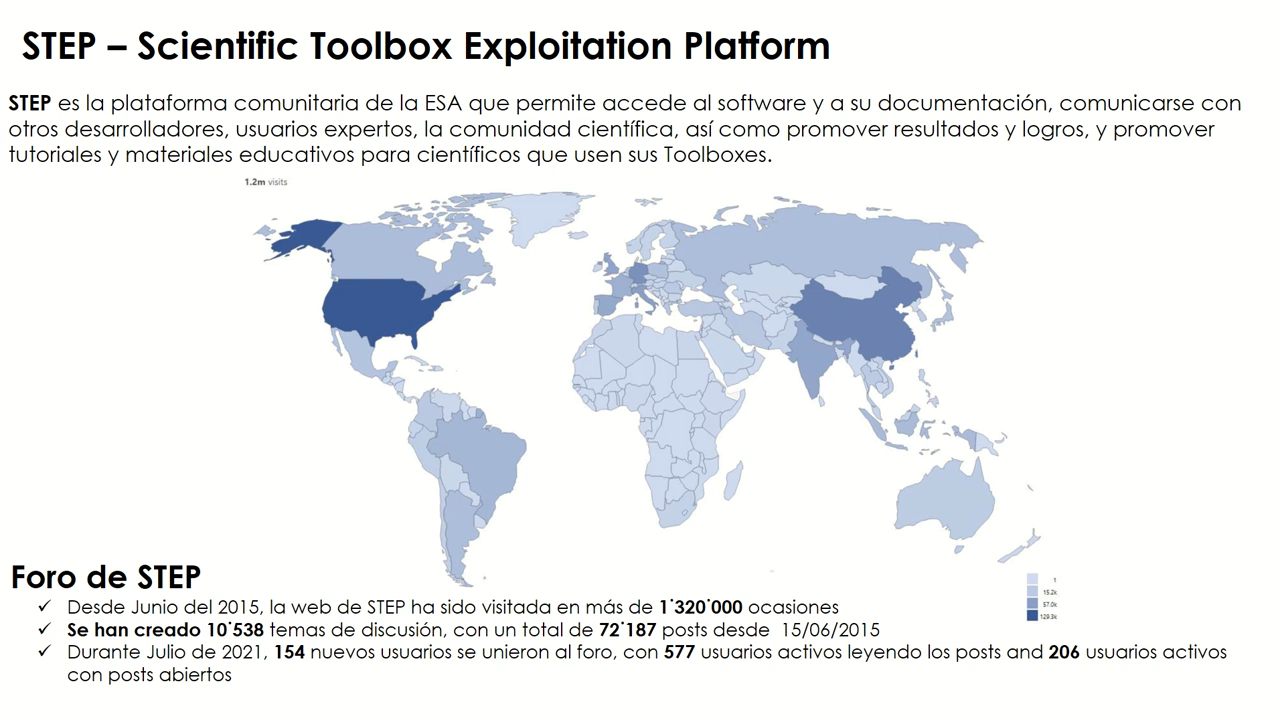 STEP – Scientific Toolbox Exploitation Platform
STEP es la plataforma comunitaria de la ESA que permite accede al software y a su documentación, comunicarse con
otros desarrolladores, usuarios expertos, la comunidad científica, así como promover resultados y logros, y promover
tutoriales y materiales educativos para científicos que usen sus Toolboxes.
1.2m visits
1
15.2k
57.0k
129.3k
Foro de STEP
✓ Desde Junio del 2015, la web de STEP ha sido visitada en más de 1˙320˙000 ocasiones
✓ Se han creado 10˙538 temas de discusión, con un total de 72˙187 posts desde 15/06/2015
✓ Durante Julio de 2021, 154 nuevos usuarios se unieron al foro, con 577 usuarios activos leyendo los posts and 206 usuarios activos
con posts abiertos